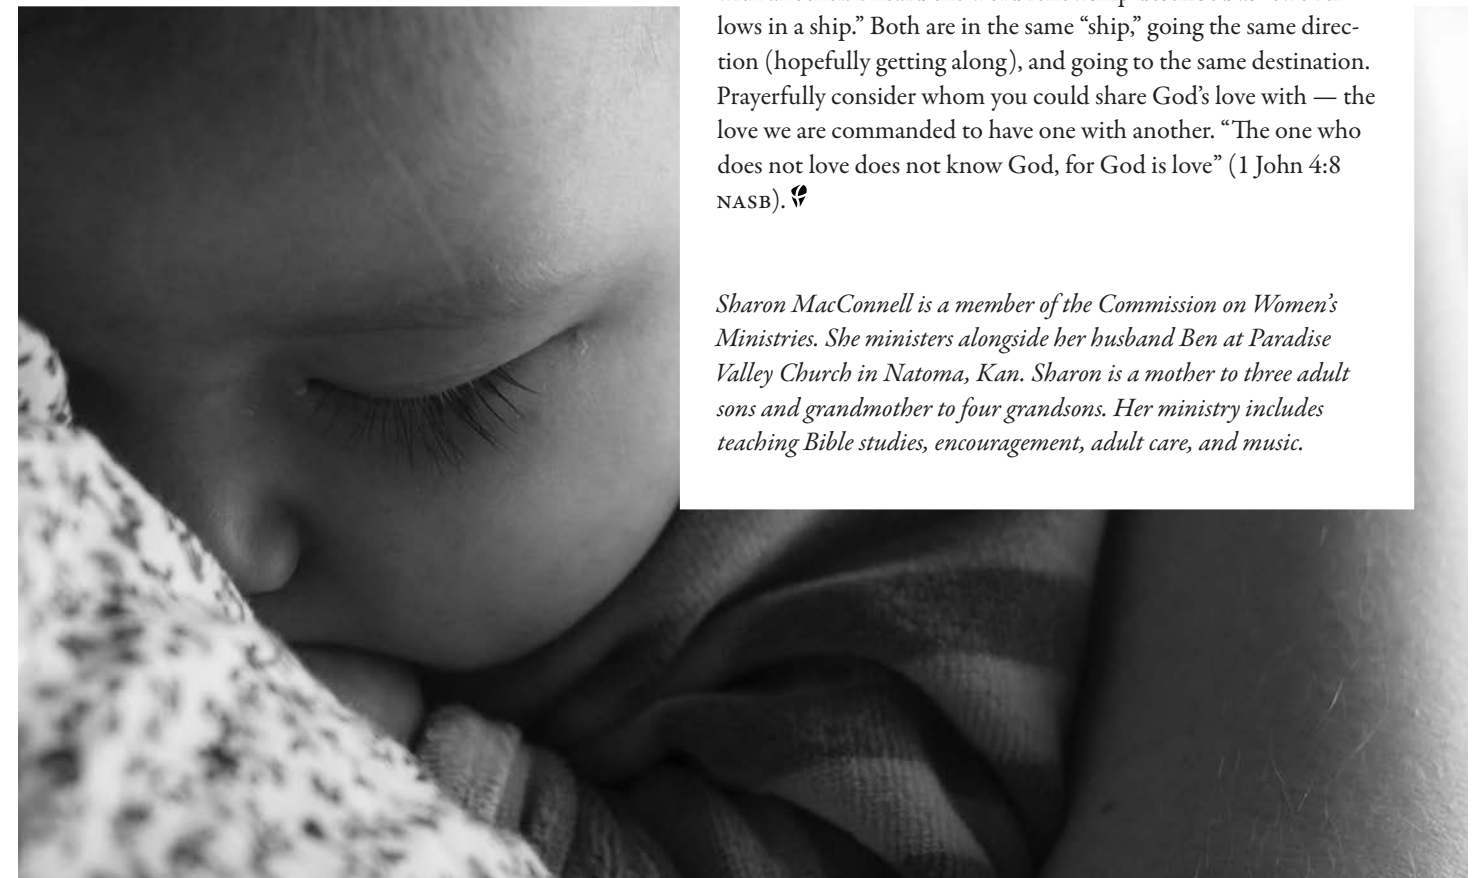 lows in a ship.” Both are in the same “ship,” going the same direc-
tion (hopefully getting along), and going to the same destination.
Prayerfully consider whom you could share God’s love with — the
love we are commanded to have one with another. “The one who
does not love does not know God, for God is love” (1 John 4:8
NASB).
Sharon MacConnell is a member of the Commission on Women’s
Ministries. She ministers alongside her husband Ben at Paradise
Valley Church in Natoma, Kan. Sharon is a mother to three adult
sons and grandmother to four grandsons. Her ministry includes
teaching Bible studies, encouragement, adult care, and music.